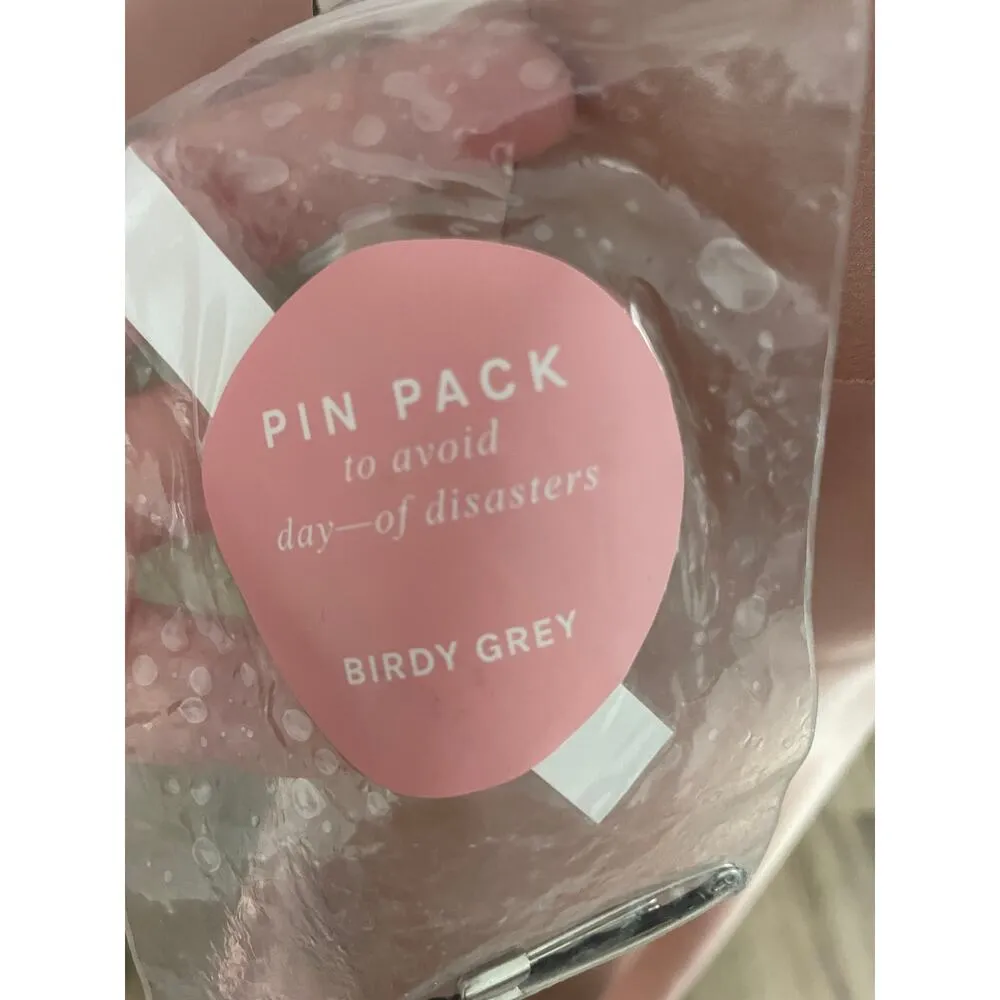 PIN PACK
to avoid
day—of disasters
BIRDY GREY